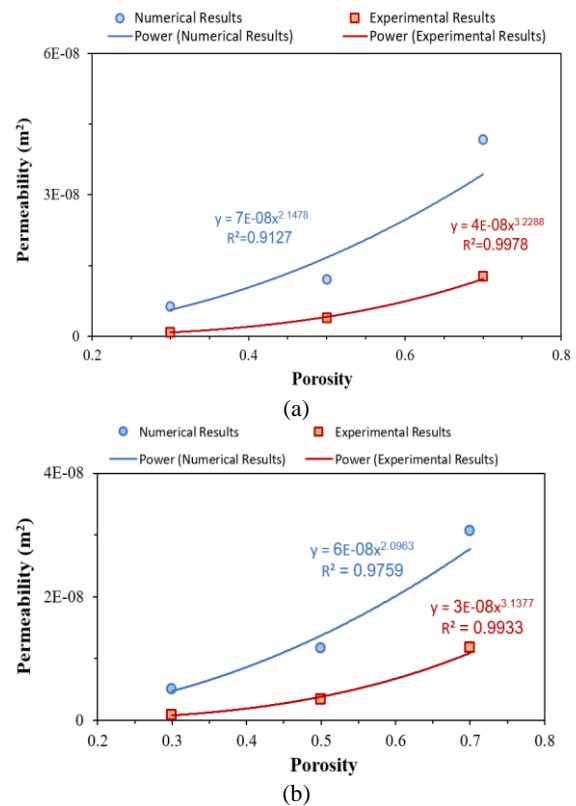 Numerical Results Experimental Results
Power (Numerical Results) Power (Experimental Results)
6E-08
3E-08
0
Permeability (m²)
y = 7E-08x^2.1478
R²=0.9127
y = 4E-08x^3.2288
R²=0.9978
0.2 0.4 0.6 0.8
Porosity
(a)
Numerical Results Experimental Results
Power (Numerical Results) Power (Experimental Results)
4E-08
2E-08
0
Permeability (m²)
y = 6E-08x^2.0963
R² = 0.9759
y = 3E-08x^3.1377
R² = 0.9933
0.2 0.3 0.4 0.5 0.6 0.7 0.8
Porosity
(b)